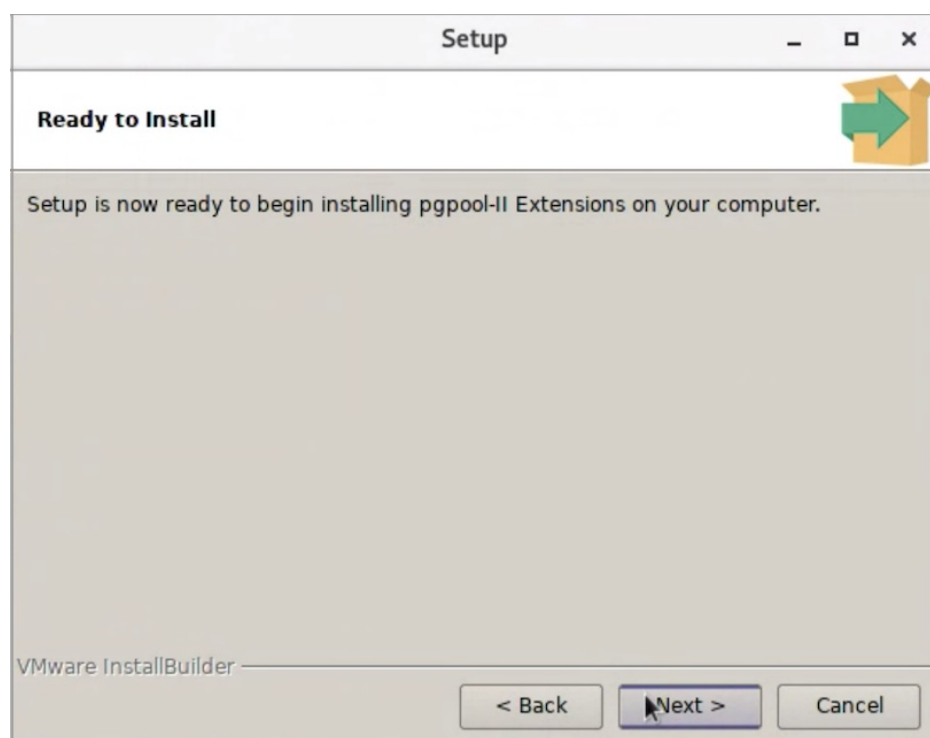 Setup
Ready to Install
Setup is now ready to begin installing pgpool-II Extensions on your computer.
VMware InstallBuilder
< Back Next > Cancel